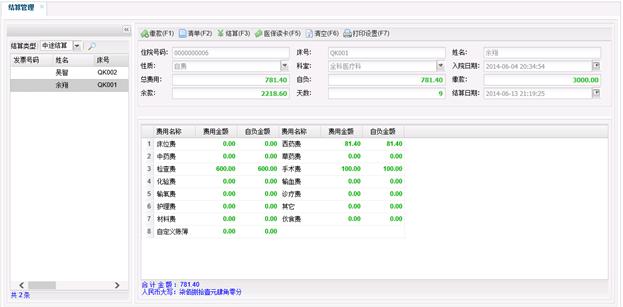 结算管理 ×
结算类型 中途结算
发票号码 姓名 床号
吴智 QK002
余翔 QK001
共 2 条
缴款(F1) 清单(F2) 结算(F3) 医保读卡(F5) 清空(F6) 打印设置(F7)
住院号码: 0000000006 床号: QK001 姓名: 余翔
性质: 自费 科室: 全科医疗科 入院日期: 2014-06-04 20:34:54
总费用: 781.40 自负: 781.40 缴款: 3000.00
余款: 2218.60 天数: 9 结算日期: 2014-06-13 21:19:25
费用名称 费用金额 自负金额 费用名称 费用金额 自负金额
1 床位费 0.00 0.00 西药费 81.40 81.40
2 中药费 0.00 0.00 草药费 0.00 0.00
3 检查费 600.00 600.00 手术费 100.00 100.00
4 化验费 0.00 0.00 输血费 0.00 0.00
5 输氧费 0.00 0.00 诊疗费 0.00 0.00
6 护理费 0.00 0.00 其它 0.00 0.00
7 材料费 0.00 0.00 伙食费 0.00 0.00
8 自定义账簿 0.00 0.00
合计金额: 781.40
人民币大写: 柒佰捌拾壹元肆角零分